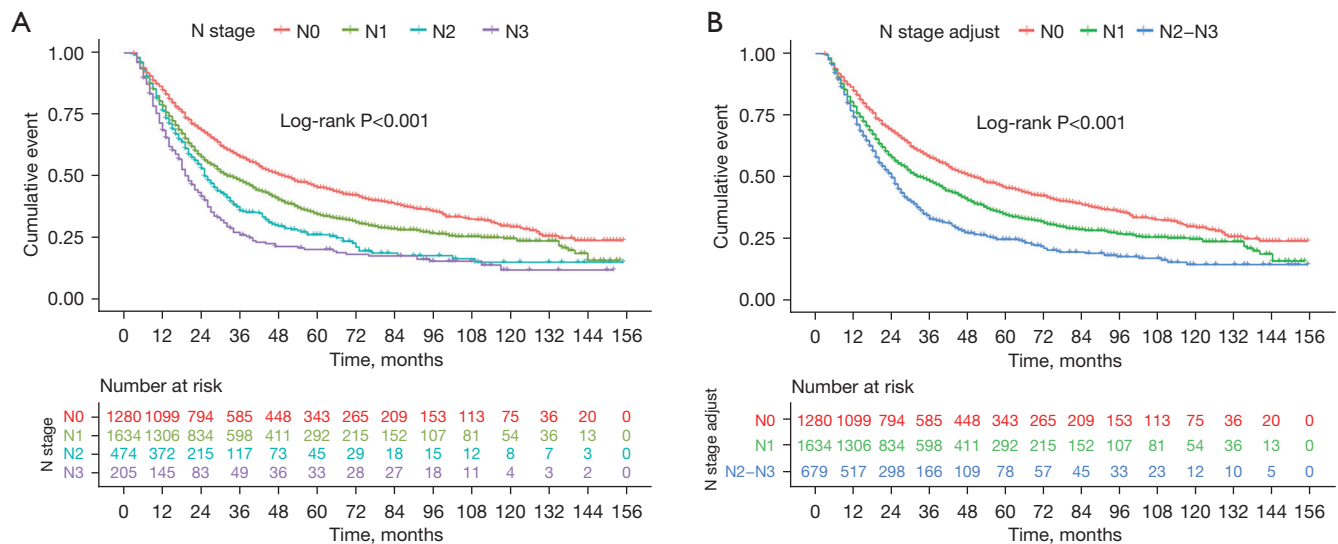 A
N stage N0 N1 N2 N3
Cumulative event
1.00
0.75
0.50
0.25
0.00
Log-rank P<0.001
0 12 24 36 48 60 72 84 96 108 120 132 144 156
Time, months
Number at risk
N stage
N0 1280 1099 794 585 448 343 265 209 153 113 75 36 20 0
N1 1634 1306 834 598 411 292 215 152 107 81 54 36 13 0
N2 474 372 215 117 73 45 29 18 15 12 8 7 3 0
N3 205 145 83 49 36 33 28 27 18 11 4 3 2 0
0 12 24 36 48 60 72 84 96 108 120 132 144 156
Time, months
B
N stage adjust N0 N1 N2–N3
Cumulative event
1.00
0.75
0.50
0.25
0.00
Log-rank P<0.001
0 12 24 36 48 60 72 84 96 108 120 132 144 156
Time, months
Number at risk
N stage adjust
N0 1280 1099 794 585 448 343 265 209 153 113 75 36 20 0
N1 1634 1306 834 598 411 292 215 152 107 81 54 36 13 0
N2–N3 679 517 298 166 109 78 57 45 33 23 12 10 5 0
0 12 24 36 48 60 72 84 96 108 120 132 144 156
Time, months